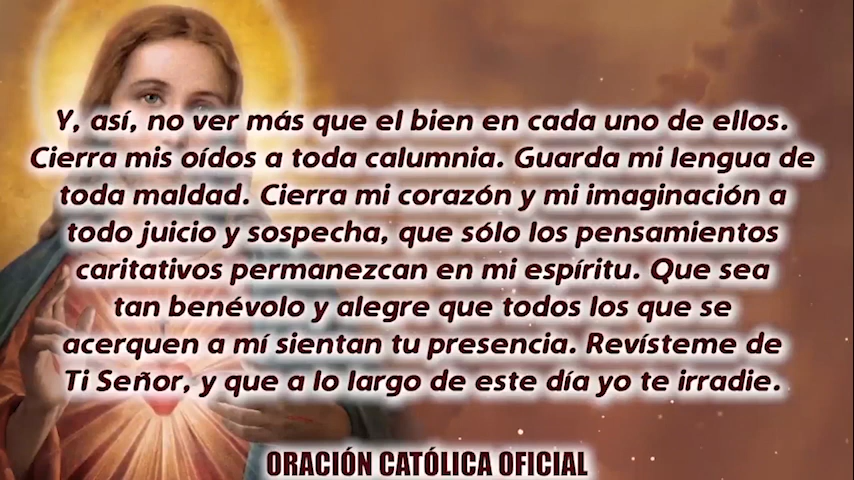 Y, así, no ver más que el bien en cada uno de ellos.
Cierra mis oídos a toda calumnia. Guarda mi lengua de
toda maldad. Cierra mi corazón y mi imaginación a
todo juicio y sospecha, que sólo los pensamientos
caritativos permanezcan en mi espíritu. Que sea
tan benévolo y alegre que todos los que se
acerquen a mí sientan tu presencia. Revísteme de
Ti Señor, y que a lo largo de este día yo te irradie.
ORACIÓN CATÓLICA OFICIAL